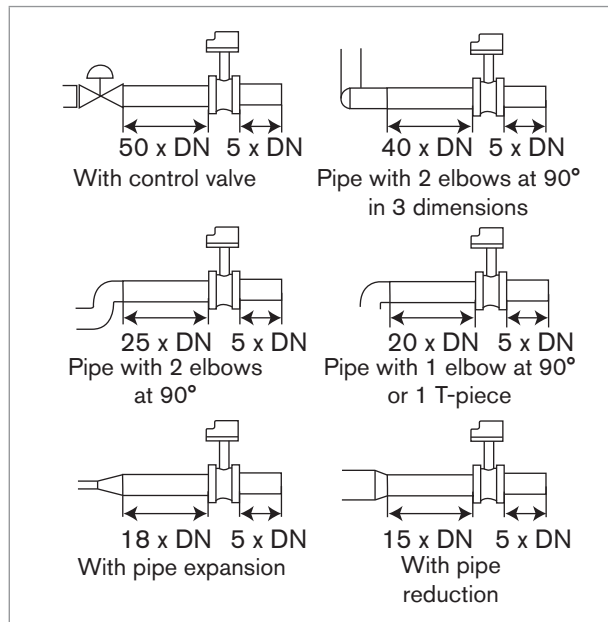 50 x DN 5 x DN
With control valve
40 x DN 5 x DN
Pipe with 2 elbows at 90°
in 3 dimensions
25 x DN 5 x DN
Pipe with 2 elbows
at 90°
20 x DN 5 x DN
Pipe with 1 elbow at 90°
or 1 T-piece
18 x DN 5 x DN
With pipe expansion
15 x DN 5 x DN
With pipe
reduction